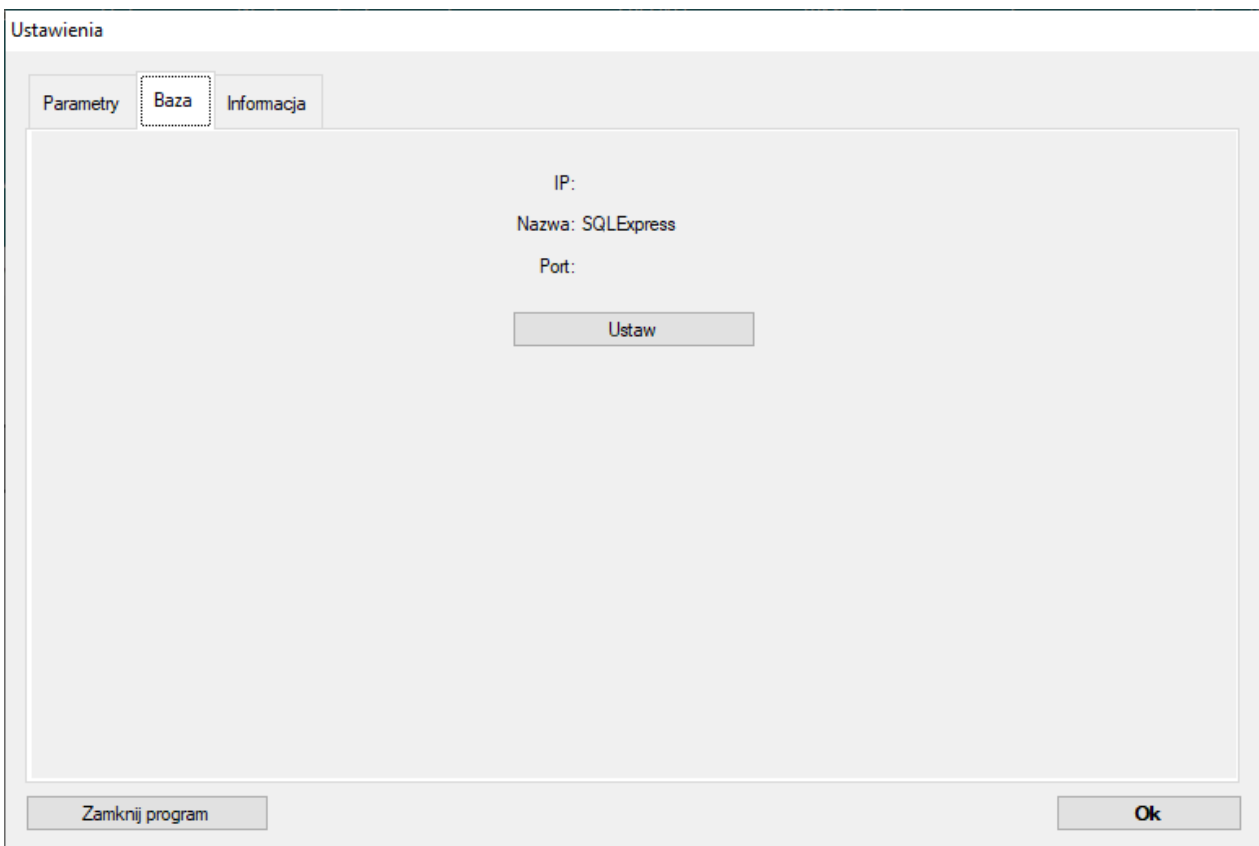 Ustawienia
Parametry Baza Informacja
IP:
Nazwa: SQLExpress
Port:
Ustaw
Zamknij program Ok